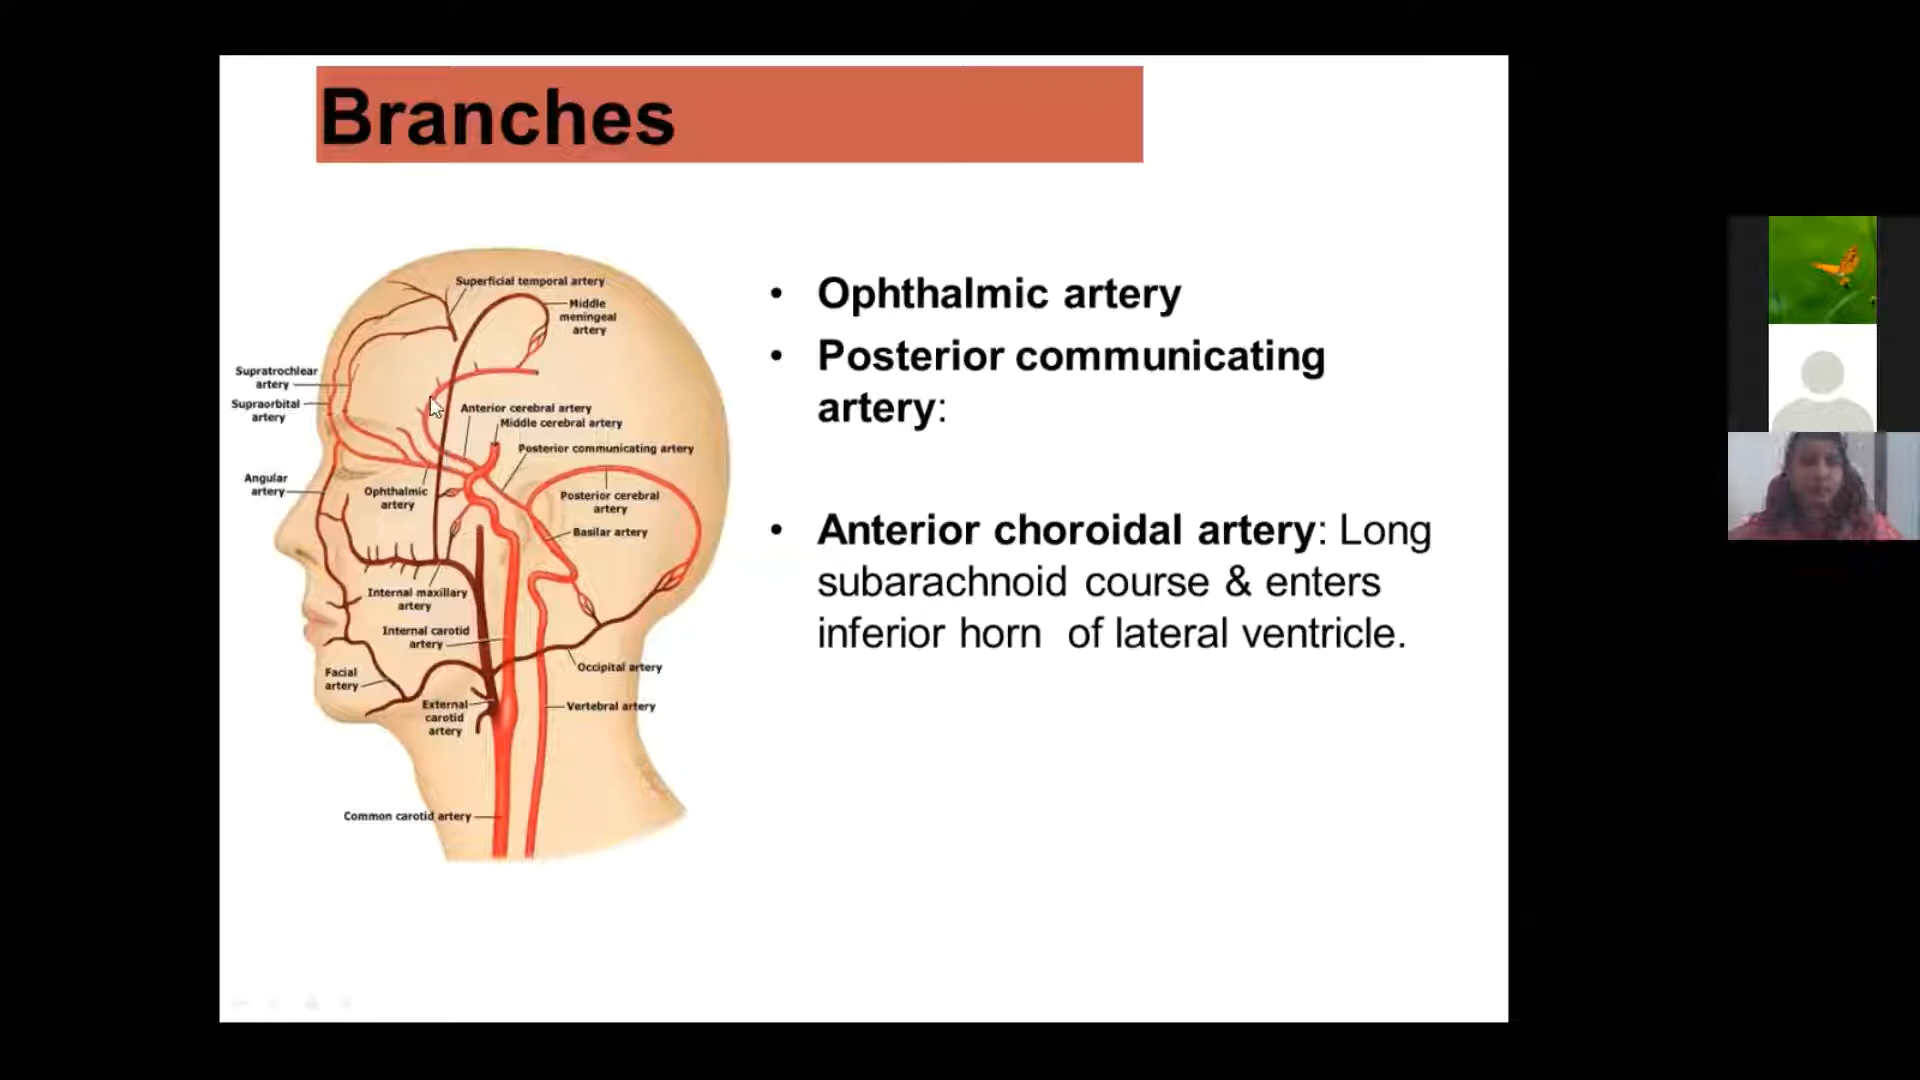 Branches
Superficial temporal artery
Middle
meningeal
artery
Supratrochlear
artery
Supraorbital
artery
Anterior cerebral artery
Middle cerebral artery
Posterior communicating artery
Angular
artery
Ophthalmic
artery
Posterior cerebral
artery
Basilar artery
Internal maxillary
artery
Internal carotid
artery
Facial
artery
Occipital artery
External
carotid
artery
Vertebral artery
Common carotid artery
• Ophthalmic artery
• Posterior communicating
artery:
• Anterior choroidal artery: Long
subarachnoid course & enters
inferior horn of lateral ventricle.